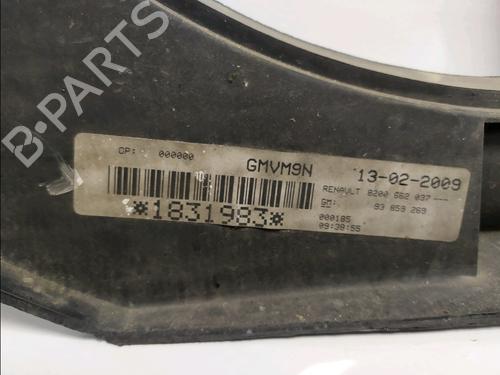 B-PARTS
OP: 000000
GMVM9N
13-02-2009
RENAULT 8200 662 037 ---
GM: 93 859 269
*1831983*
000185
09:38:55